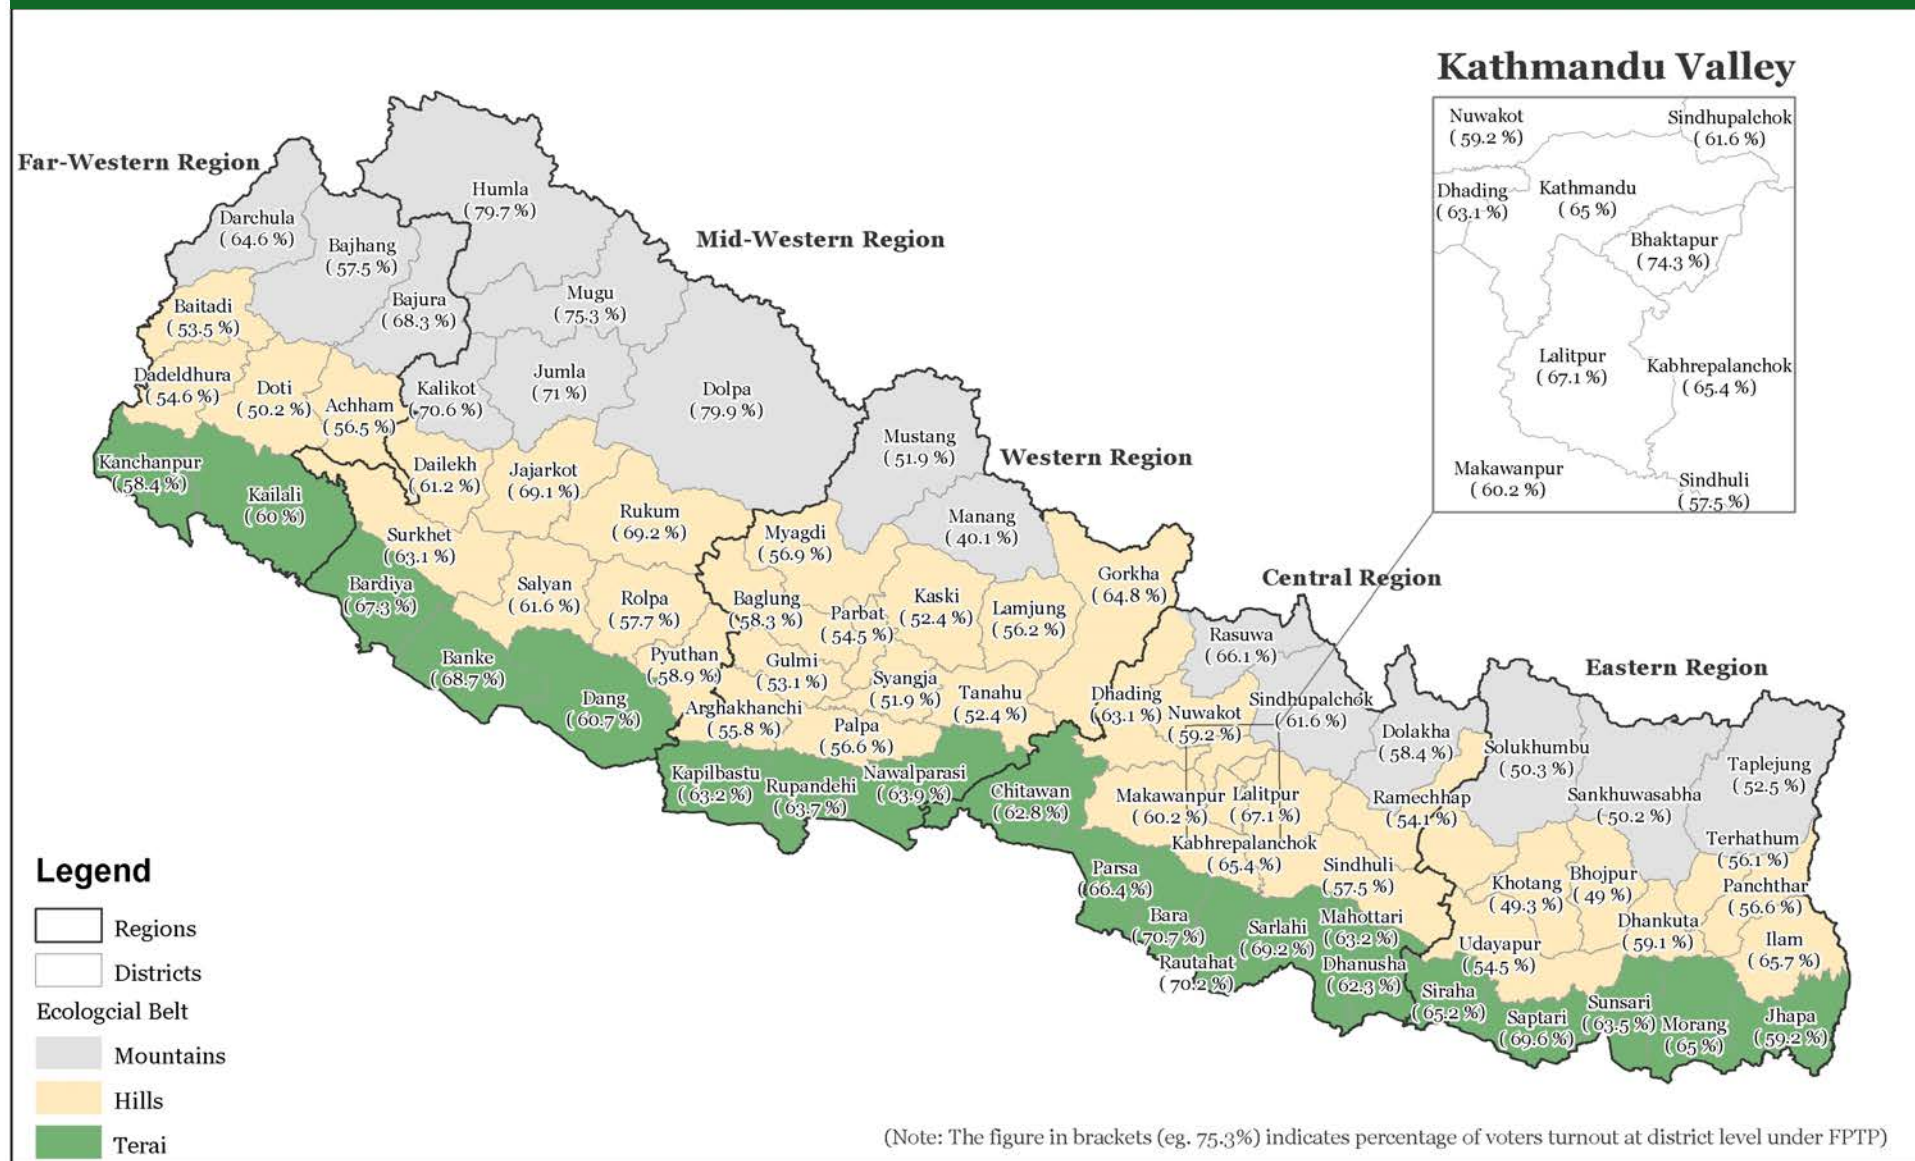 Kathmandu Valley
Nuwakot
( 59.2 %)
Sindhupalchok
( 61.6 %)
Dhading
( 63.1 %)
Kathmandu
( 65 %)
Bhaktapur
( 74.3 %)
Lalitpur
( 67.1 %)
Kabhrepalanchok
( 65.4 %)
Makawanpur
( 60.2 %)
Sindhuli
( 57.5 %)
Far-Western Region
Darchula
( 64.6 %)
Bajhang
( 57.5 %)
Bajura
( 68.3 %)
Baitadi
( 53.5 %)
Dadeldhura
( 54.6 %)
Doti
( 50.2 %)
Achham
( 56.5 %)
Kanchanpur
( 58.4 %)
Kailali
( 60 %)
Mid-Western Region
Humla
( 79.7 %)
Mugu
( 75.3 %)
Kalikot
( 70.6 %)
Jumla
( 71 %)
Dolpa
( 79.9 %)
Dailekh
( 61.2 %)
Jajarkot
( 69.1 %)
Rukum
( 69.2 %)
Surkhet
( 63.1 %)
Salyan
( 61.6 %)
Rolpa
( 57.7 %)
Bardiya
( 67.3 %)
Banke
( 68.7 %)
Dang
( 60.7 %)
Pyuthan
( 58.9 %)
Western Region
Mustang
( 51.9 %)
Manang
( 40.1 %)
Myagdi
( 56.9 %)
Gorkha
( 64.8 %)
Baglung
( 58.3 %)
Parbat
( 54.5 %)
Kaski
( 52.4 %)
Lamjung
( 56.2 %)
Gulmi
( 53.1 %)
Syangja
( 51.9 %)
Tanahu
( 52.4 %)
Arghakhanchi
( 55.8 %)
Palpa
( 56.6 %)
Kapilbastu
( 63.2 %)
Rupandehi
( 63.7 %)
Nawalparasi
( 63.9 %)
Central Region
Rasuwa
( 66.1 %)
Dhading
( 63.1 %)
Nuwakot
( 59.2 %)
Sindhupalchok
( 61.6 %)
Dolakha
( 58.4 %)
Chitawan
( 62.8 %)
Makawanpur
( 60.2 %)
Lalitpur
( 67.1 %)
Ramechhap
( 54.1 %)
Kabhrepalanchok
( 65.4 %)
Sindhuli
( 57.5 %)
Parsa
( 66.4 %)
Bara
( 70.7 %)
Rautahat
( 70.2 %)
Sarlahi
( 69.2 %)
Mahottari
( 63.2 %)
Dhanusha
( 62.3 %)
Eastern Region
Solukhumbu
( 50.3 %)
Sankhuwasabha
( 50.2 %)
Taplejung
( 52.5 %)
Terhathum
( 56.1 %)
Khotang
( 49.3 %)
Bhojpur
( 49 %)
Panchthar
( 56.6 %)
Dhankuta
( 59.1 %)
Udayapur
( 54.5 %)
Ilam
( 65.7 %)
Siraha
( 65.2 %)
Saptari
( 69.6 %)
Sunsari
( 63.5 %)
Morang
( 65 %)
Jhapa
( 59.2 %)
Legend
Regions
Districts
Ecologcial Belt
Mountains
Hills
Terai
(Note: The figure in brackets (eg. 75.3%) indicates percentage of voters turnout at district level under FPTP)